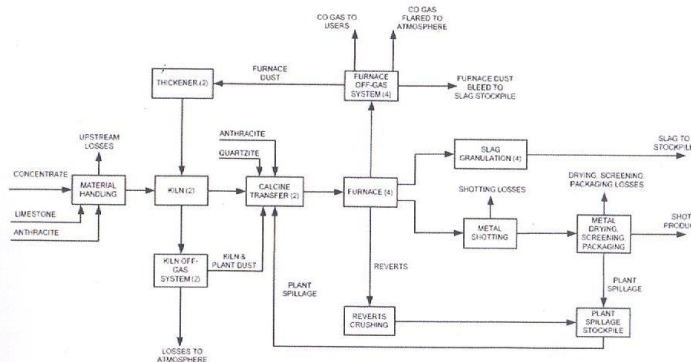 CO GAS TO
USERS
CO GAS
FLARED TO
ATMOSPHERE
THICKENER (2)
FURNACE
DUST
FURNACE
OFF-GAS
SYSTEM (4)
FURNACE DUST
BLEED TO
SLAG STOCKPILE
UPSTREAM
LOSSES
ANTHRACITE
QUARTZITE
SLAG
GRANULATION (4)
SLAG TO
STOCKPILE
CONCENTRATE
MATERIAL
HANDLING
KILN (2)
CALCINE
TRANSFER (2)
FURNACE (4)
SHOTTING LOSSES
DRYING, SCREENING,
PACKAGING LOSSES
LIMESTONE
ANTHRACITE
METAL
SHOTTING
METAL
DRYING,
SCREENING,
PACKAGING
SHOT
PRODUC
KILN OFF-
GAS
SYSTEM (2)
KILN &
PLANT DUST
PLANT
SPILLAGE
REVERTS
PLANT
SPILLAGE
REVERTS
CRUSHING
PLANT
SPILLAGE
STOCKPILE
LOSSES TO
ATMOSPHERE